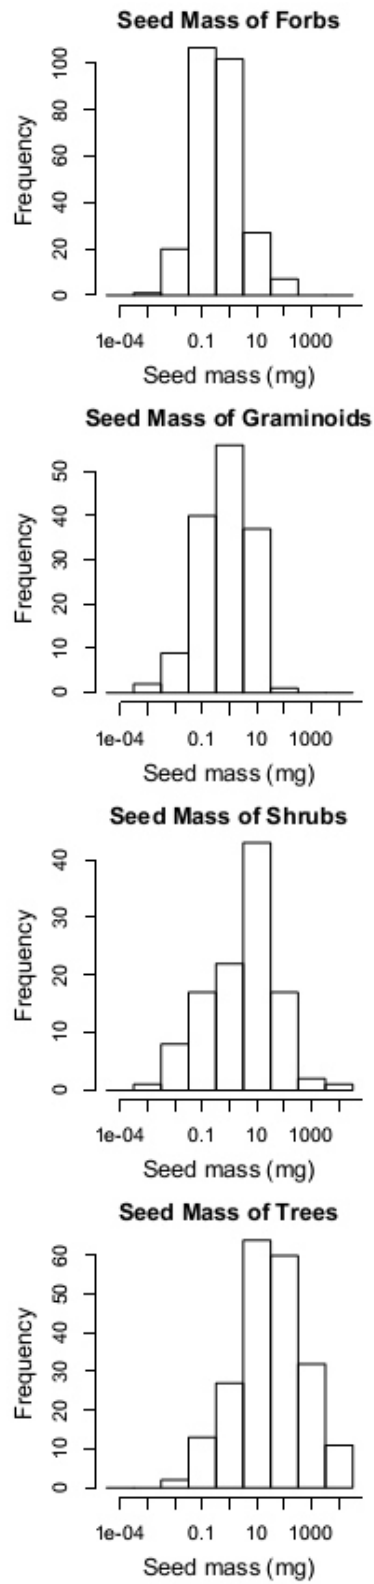 Seed Mass of Forbs
100
80
60
40
20
0
Frequency
1e-04 0.1 10 1000
Seed mass (mg)
Seed Mass of Graminoids
50
40
30
20
10
0
Frequency
1e-04 0.1 10 1000
Seed mass (mg)
Seed Mass of Shrubs
40
30
20
10
0
Frequency
1e-04 0.1 10 1000
Seed mass (mg)
Seed Mass of Trees
60
50
40
30
20
10
0
Frequency
1e-04 0.1 10 1000
Seed mass (mg)